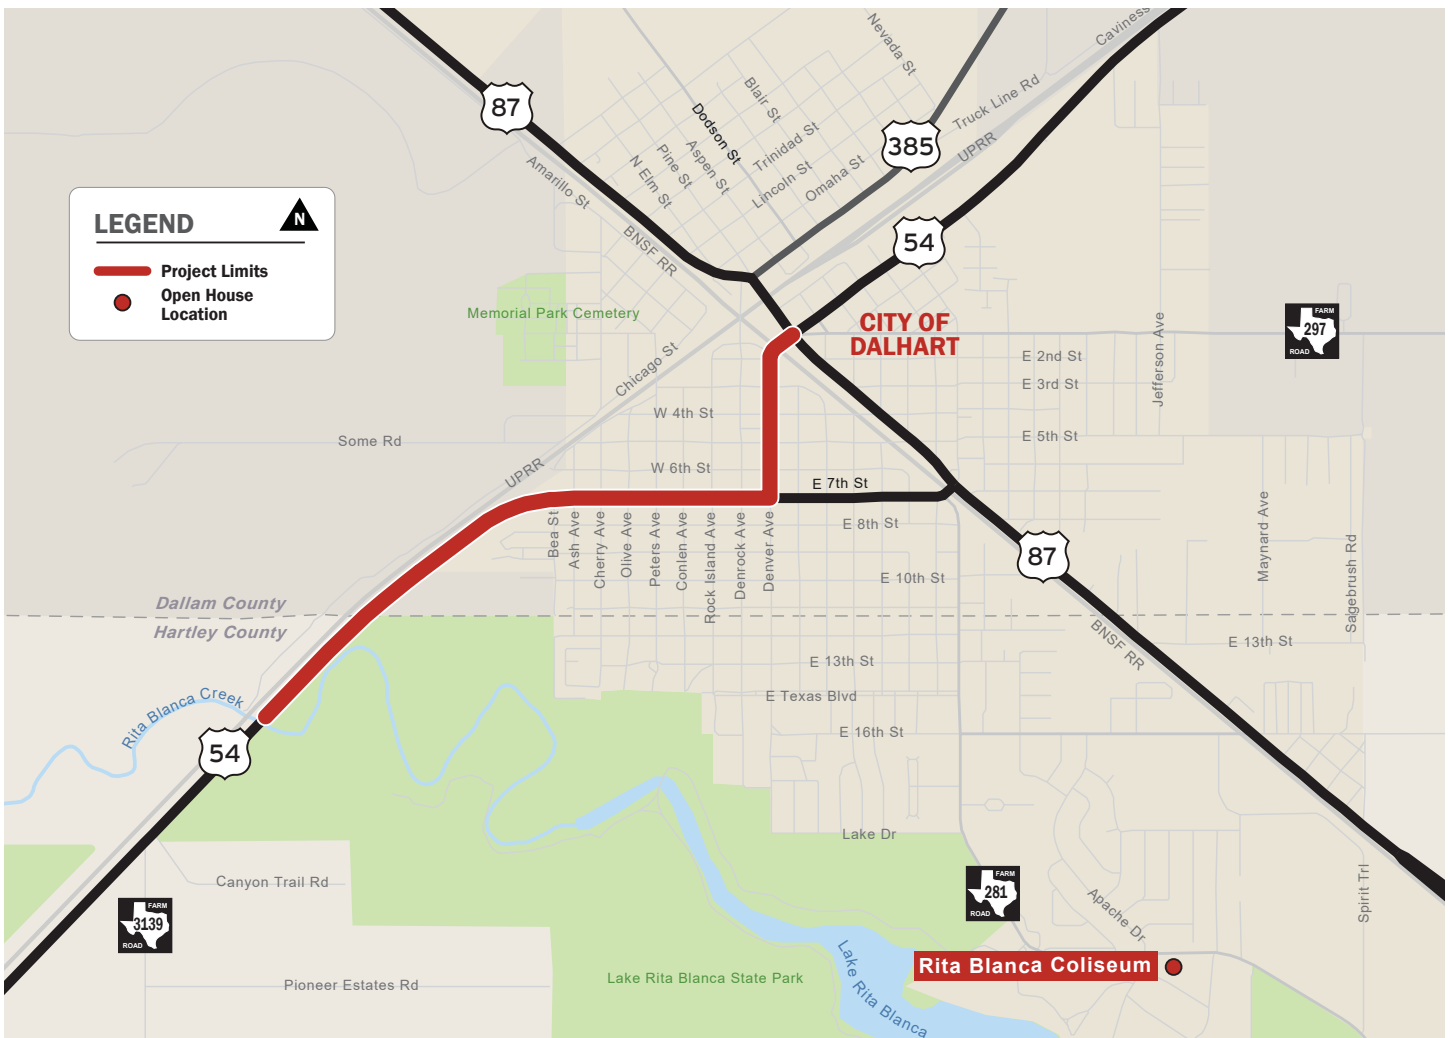 Nevada St
Caviness
87
Blair St
Dodson St
Truck Line Rd
385
UPRR
Trinidad St
Aspen St
Pine St
N Elm St
Lincoln St
Omaha St
Amarillo St
LEGEND
N
Project Limits
Open House
Location
BNSF RR
54
Memorial Park Cemetery
CITY OF
DALHART
FARM
297
ROAD
E 2nd St
Jefferson Ave
Chicago St
E 3rd St
W 4th St
Some Rd
E 5th St
UPRR
W 6th St
E 7th St
Bea St
Ash Ave
Cherry Ave
Olive Ave
Peters Ave
Conlen Ave
Rock Island Ave
Denrock Ave
Denver Ave
E 8th St
Maynard Ave
Sagebrush Rd
87
E 10th St
Dallam County
Hartley County
BNSF RR
E 13th St
E 13th St
Rita Blanca Creek
E Texas Blvd
54
E 16th St
Lake Dr
Canyon Trail Rd
FARM
281
ROAD
Apache Dr
Spirit Trl
FARM
3139
ROAD
Rita Blanca Coliseum
Lake Rita Blanca State Park
Lake Rita Blanca
Pioneer Estates Rd